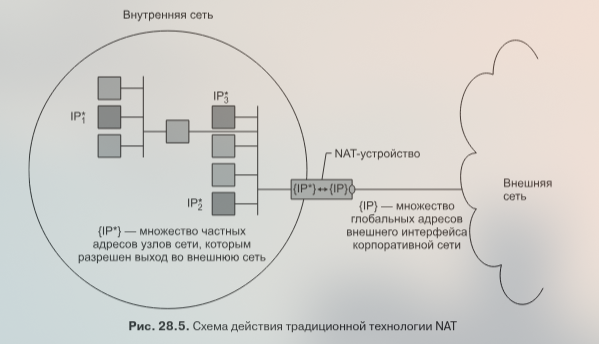 Внутренняя сеть
IP*1
IP*3
NAT-устройство
{IP*}↔{IP}
IP*2
Внешняя
сеть
{IP*} — множество частных
адресов узлов сети, которым
разрешен выход во внешнюю сеть
{IP} — множество
глобальных адресов
внешнего интерфейса
корпоративной сети
Рис. 28.5. Схема действия традиционной технологии NAT